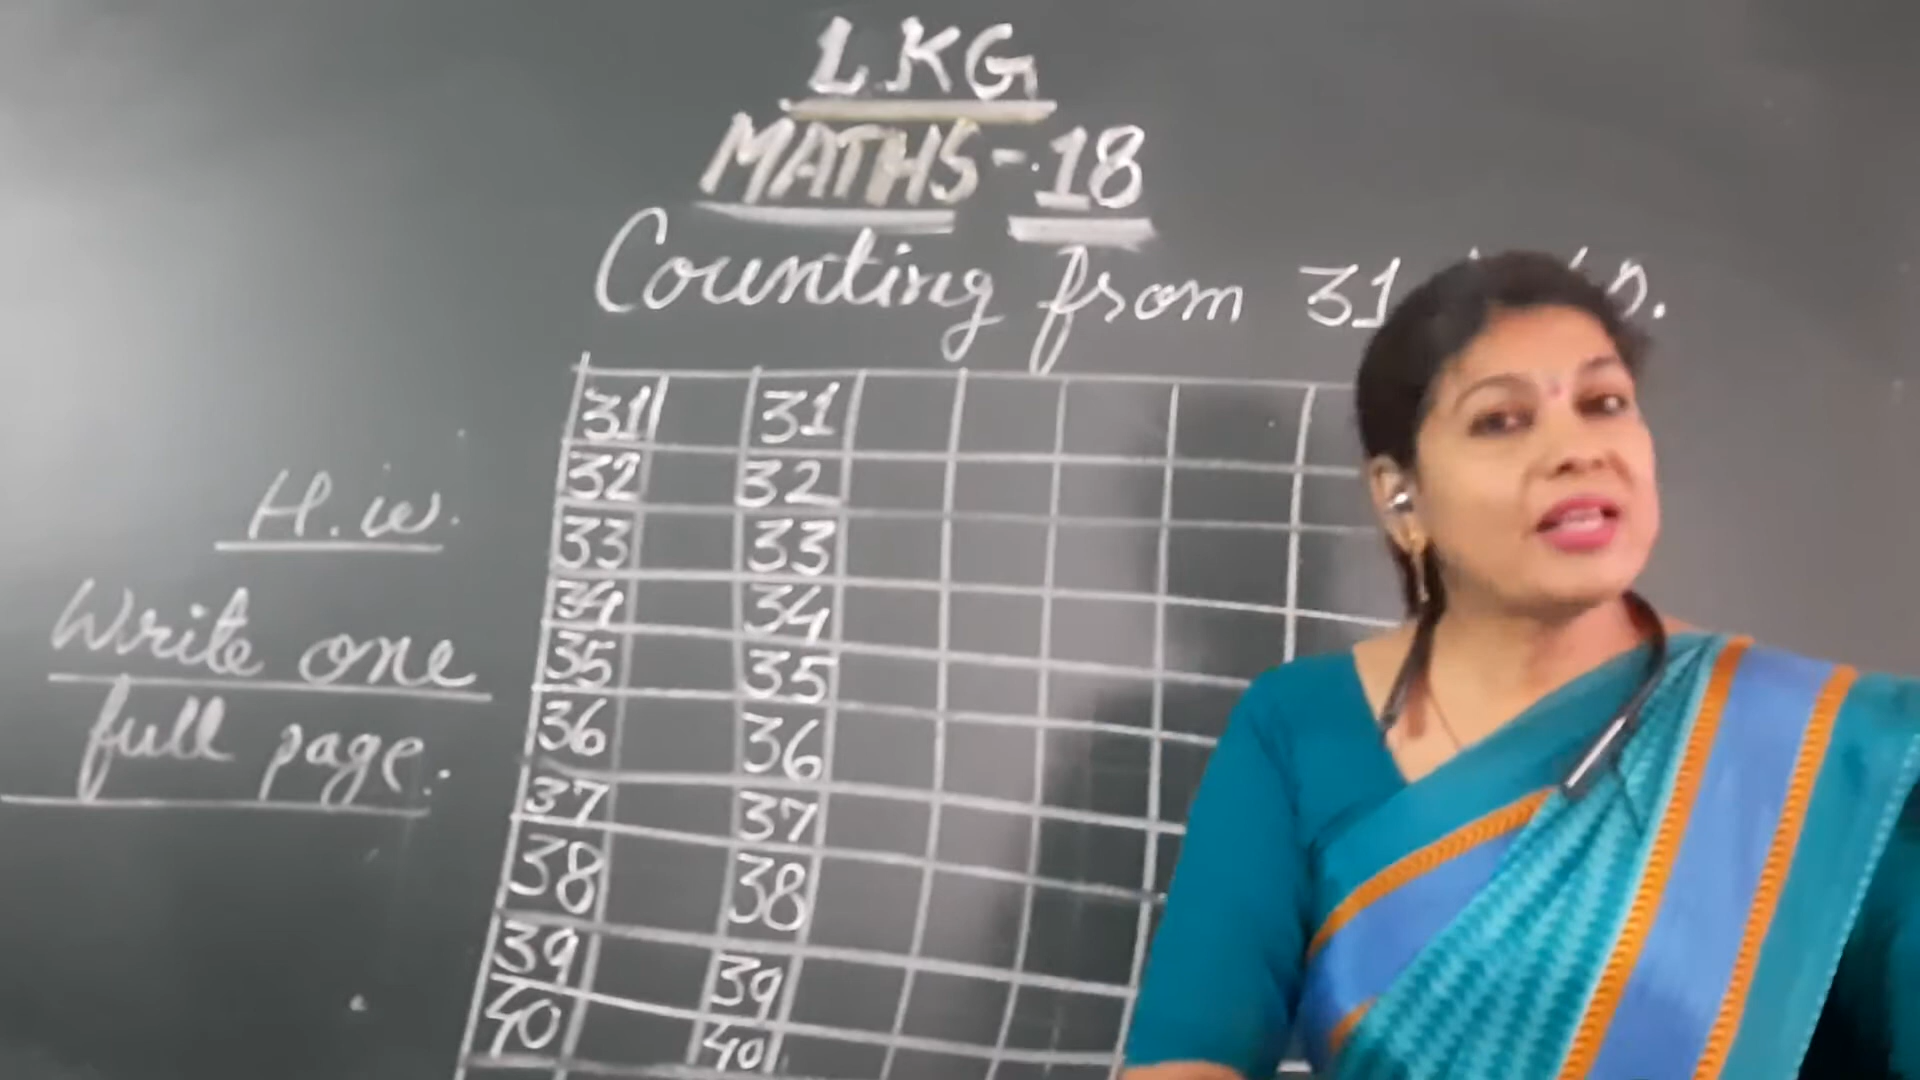 LKG
MATHS-18
Counting from 31
H.w.
Write one
full page.
31 31
32 32
33 33
34 34
35 35
36 36
37 37
38 38
39 39
40 40